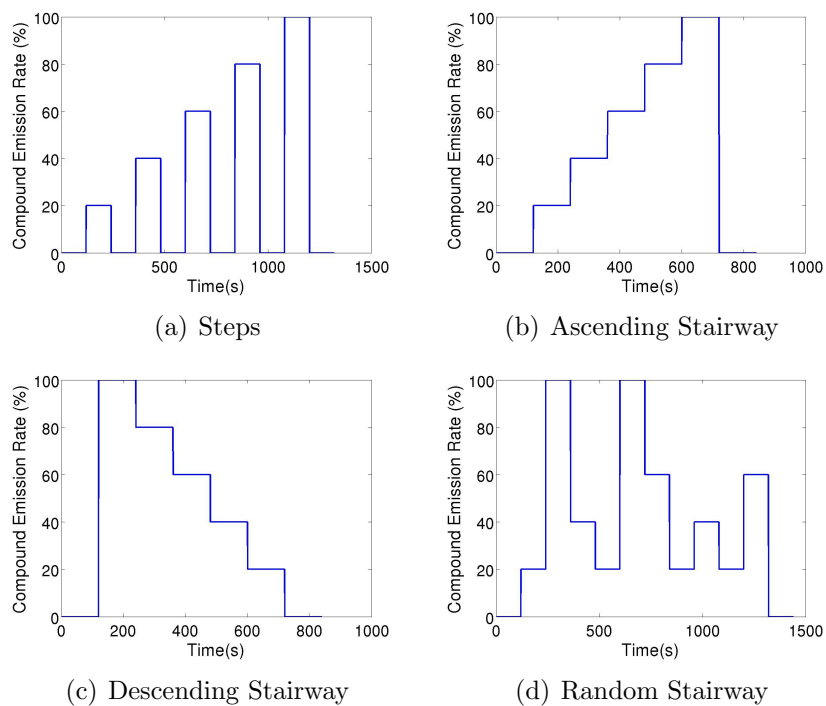 Compound Emission Rate (%)
100
80
60
40
20
0
0 500 1000 1500
Time(s)
(a) Steps
Compound Emission Rate (%)
100
80
60
40
20
0
0 200 400 600 800 1000
Time(s)
(b) Ascending Stairway
Compound Emission Rate (%)
100
80
60
40
20
0
0 200 400 600 800 1000
Time(s)
(c) Descending Stairway
Compound Emission Rate (%)
100
80
60
40
20
0
0 500 1000 1500
Time(s)
(d) Random Stairway